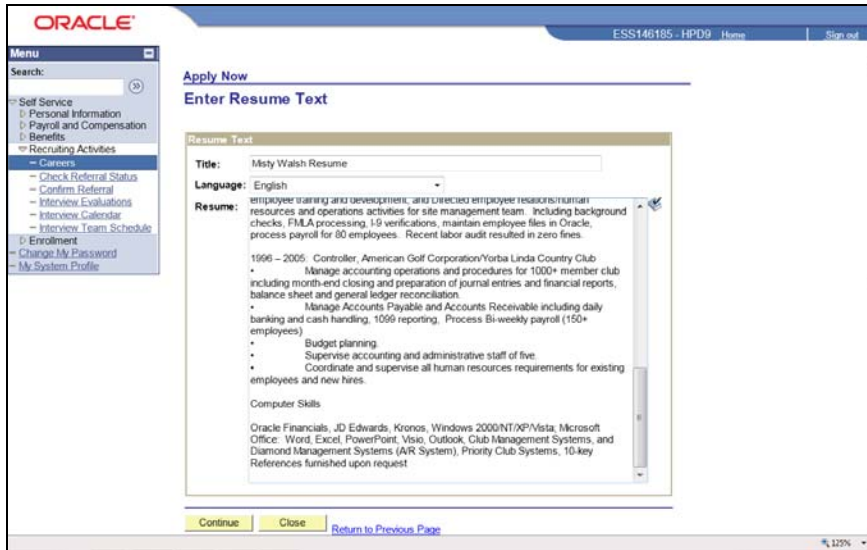 ORACLE
ESS146185 - HPD9 Home Sign out
Menu
Search:
Self Service
Personal Information
Payroll and Compensation
Benefits
Recruiting Activities
Careers
Check Referral Status
Confirm Referral
Interview Evaluations
Interview Calendar
Interview Team Schedule
Enrollment
Change My Password
My System Profile
Apply Now
Enter Resume Text
Resume Text
Title: Misty Walsh Resume
Language: English
Resume: employee training and development, and Directed employee relations/human
resources and operations activities for site management team. Including background
checks, FMLA processing, I-9 verifications, maintain employee files in Oracle,
process payroll for 80 employees. Recent labor audit resulted in zero fines.
1996 – 2005: Controller, American Golf Corporation/Yorba Linda Country Club
• Manage accounting operations and procedures for 1000+ member club
including month-end closing and preparation of journal entries and financial reports,
balance sheet and general ledger reconciliation.
• Manage Accounts Payable and Accounts Receivable including daily
banking and cash handling, 1099 reporting, Process Bi-weekly payroll (150+
employees)
• Budget planning.
• Supervise accounting and administrative staff of five.
• Coordinate and supervise all human resources requirements for existing
employees and new hires.
Computer Skills
Oracle Financials, JD Edwards, Kronos, Windows 2000/NT/XP/Vista; Microsoft
Office: Word, Excel, PowerPoint, Visio, Outlook, Club Management Systems, and
Diamond Management Systems (A/R System), Priority Club Systems, 10-key
References furnished upon request
Continue Close Return to Previous Page
125%